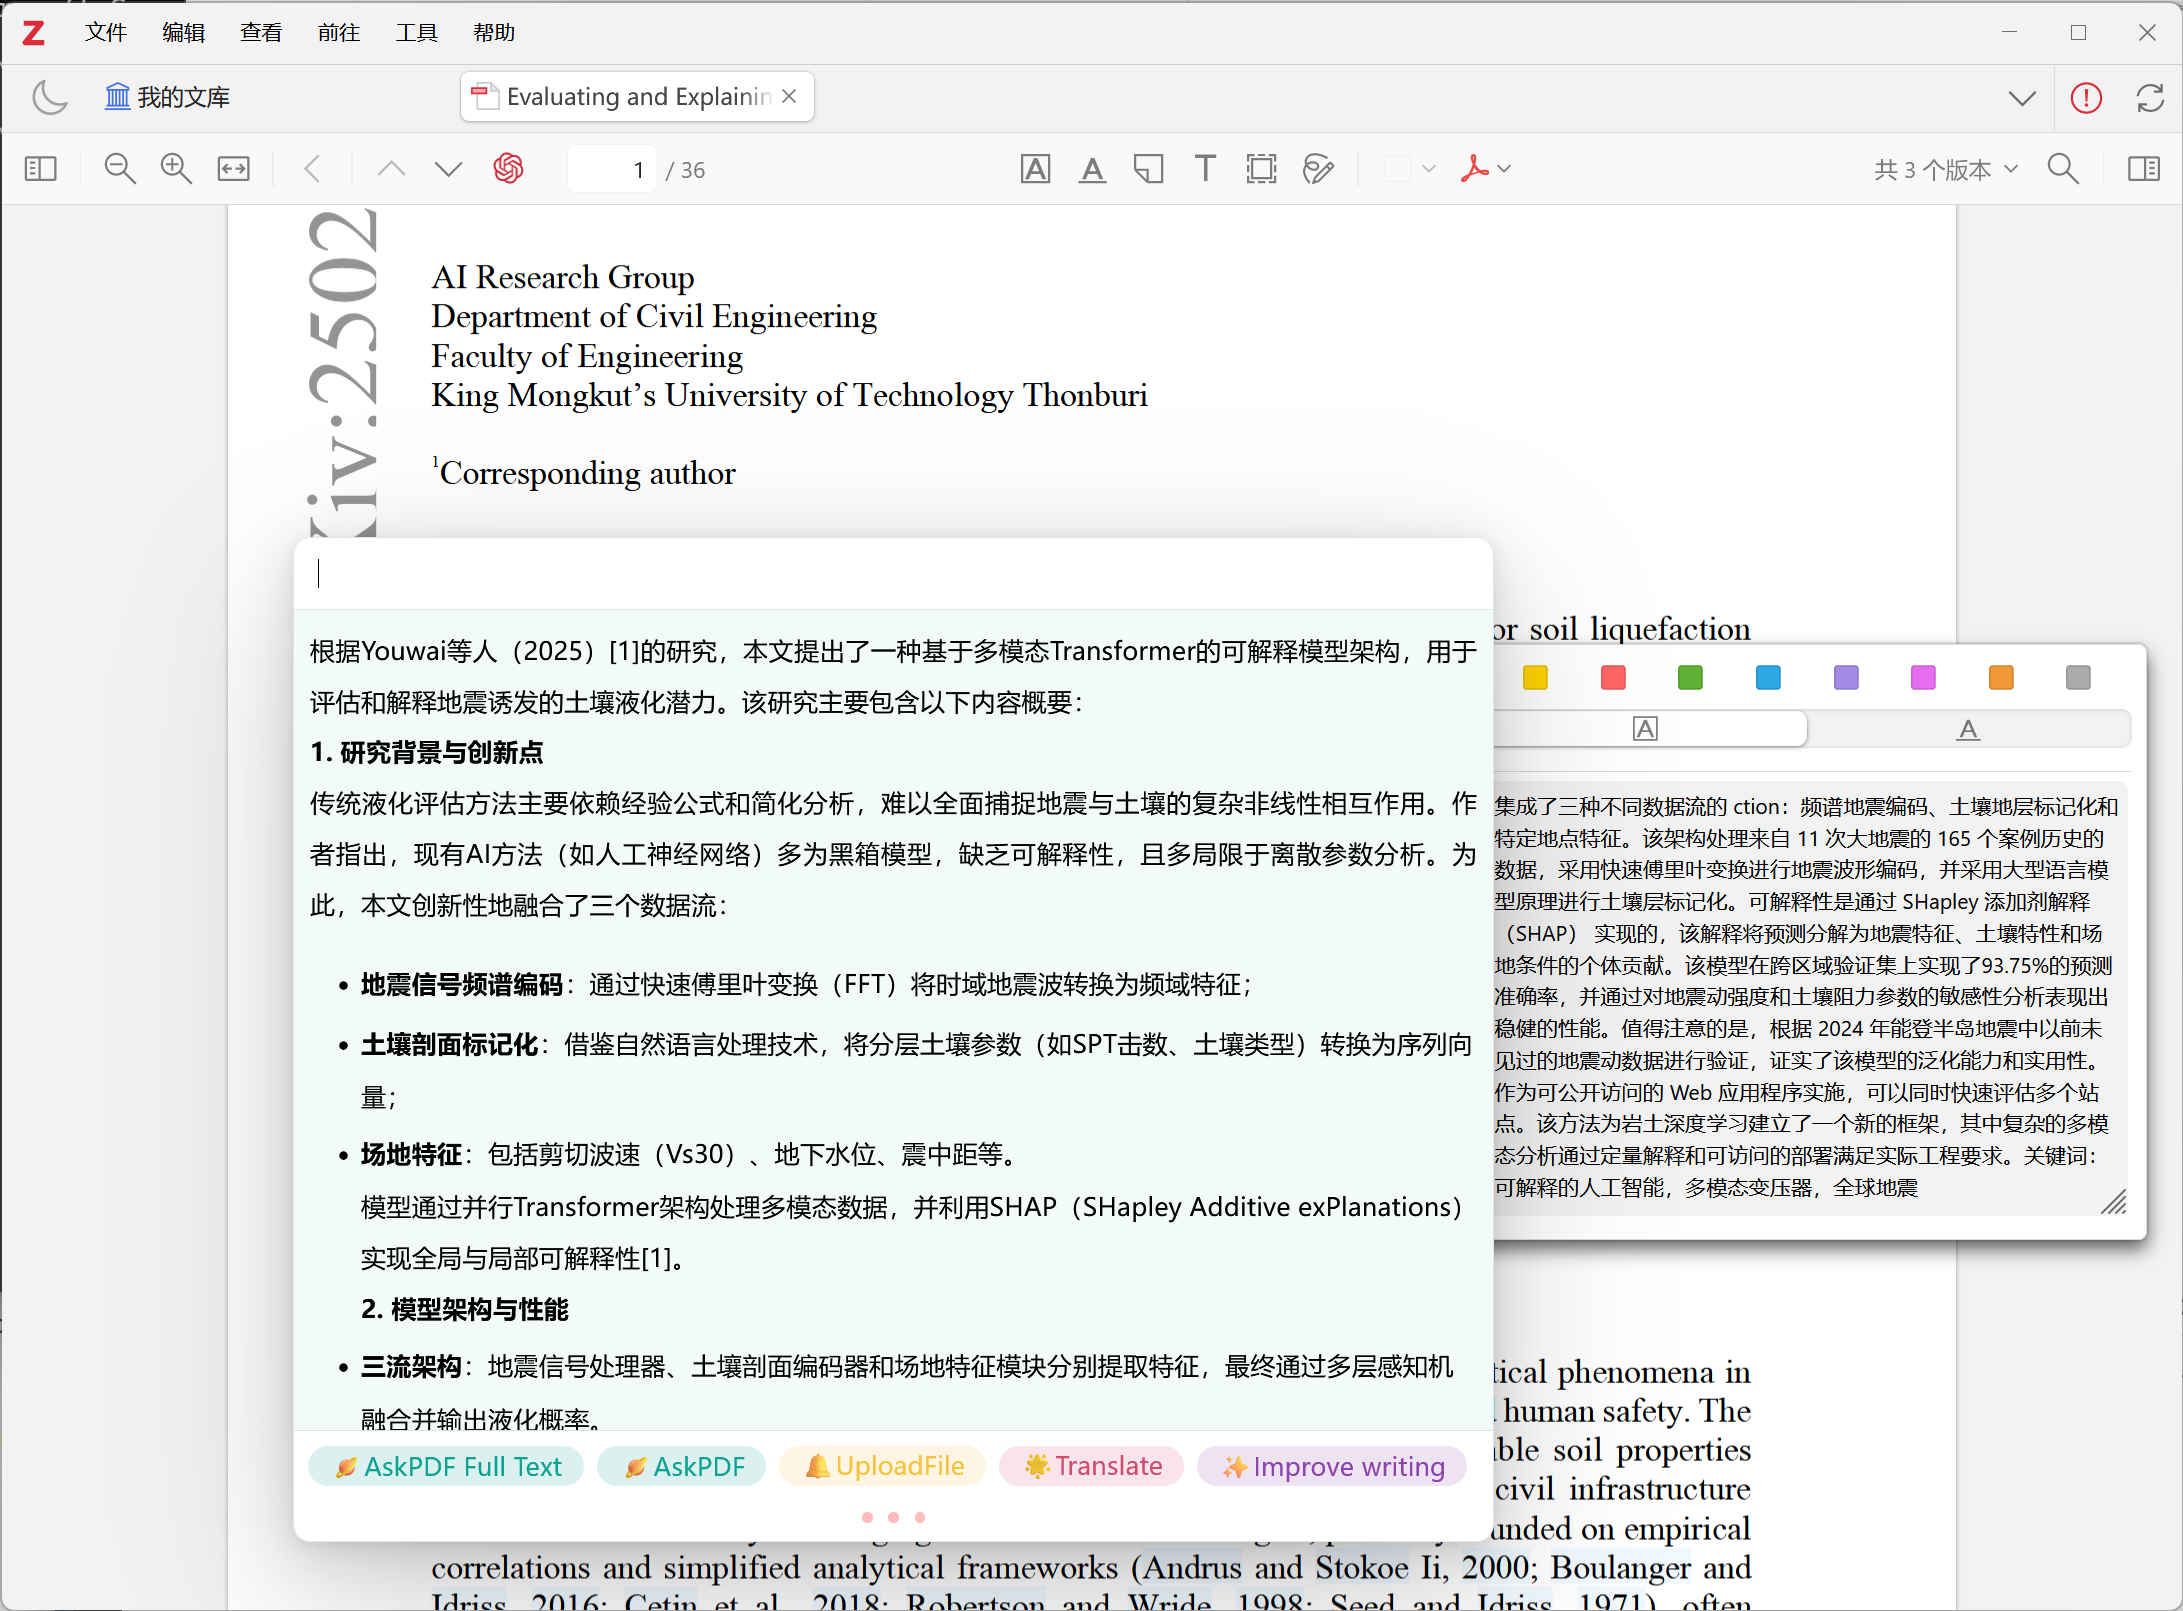 Z 文件 编辑 查看 前往 工具 帮助
我的文库 Evaluating and Explainin
1 / 36 共 3 个版本
Xiv:2502
AI Research Group
Department of Civil Engineering
Faculty of Engineering
King Mongkut’s University of Technology Thonburi
1Corresponding author
or soil liquefaction
根据Youwai等人（2025）[1]的研究，本文提出了一种基于多模态Transformer的可解释模型架构，用于
评估和解释地震诱发的土壤液化潜力。该研究主要包含以下内容概要：
1. 研究背景与创新点
传统液化评估方法主要依赖经验公式和简化分析，难以全面捕捉地震与土壤的复杂非线性相互作用。作
者指出，现有AI方法（如人工神经网络）多为黑箱模型，缺乏可解释性，且多局限于离散参数分析。为
此，本文创新性地融合了三个数据流：
• 地震信号频谱编码：通过快速傅里叶变换（FFT）将时域地震波转换为频域特征；
• 土壤剖面标记化：借鉴自然语言处理技术，将分层土壤参数（如SPT击数、土壤类型）转换为序列向
量；
• 场地特征：包括剪切波速（Vs30）、地下水位、震中距等。
模型通过并行Transformer架构处理多模态数据，并利用SHAP（SHapley Additive exPlanations）
实现全局与局部可解释性[1]。
2. 模型架构与性能
• 三流架构：地震信号处理器、土壤剖面编码器和场地特征模块分别提取特征，最终通过多层感知机
融合并输出液化概率。
AskPDF Full Text AskPDF UploadFile Translate Improve writing
集成了三种不同数据流的 ction：频谱地震编码、土壤地层标记化和
特定地点特征。该架构处理来自 11 次大地震的 165 个案例历史的
数据，采用快速傅里叶变换进行地震波形编码，并采用大型语言模
型原理进行土壤层标记化。可解释性是通过 SHapley 添加剂解释
（SHAP） 实现的，该解释将预测分解为地震特征、土壤特性和场
地条件的个体贡献。该模型在跨区域验证集上实现了93.75%的预测
准确率，并通过对地震动强度和土壤阻力参数的敏感性分析表现出
稳健的性能。值得注意的是，根据 2024 年能登半岛地震中以前未
见过的地震动数据进行验证，证实了该模型的泛化能力和实用性。
作为可公开访问的 Web 应用程序实施，可以同时快速评估多个站
点。该方法为岩土深度学习建立了一个新的框架，其中复杂的多模
态分析通过定量解释和可访问的部署满足实际工程要求。关键词：
可解释的人工智能，多模态变压器，全球地震
tical phenomena in
human safety. The
ble soil properties
civil infrastructure
unded on empirical
correlations and simplified analytical frameworks (Andrus and Stokoe Ii, 2000; Boulanger and
Idriss, 2016; Cetin et al., 2018; Robertson and Wride, 1998; Seed and Idriss, 1971), often